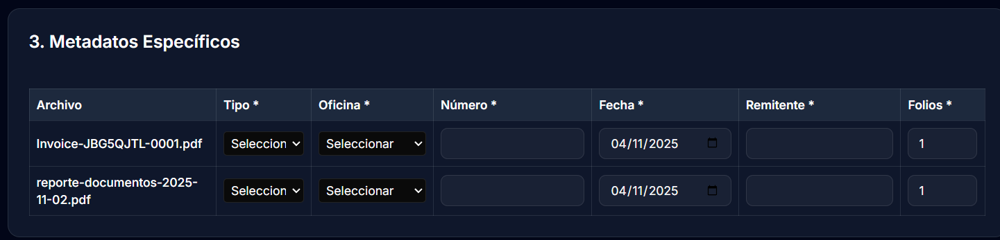 3. Metadatos Específicos
Archivo Tipo * Oficina * Número * Fecha * Remitente * Folios *
Invoice-JBG5QJTL-0001.pdf Seleccion Seleccionar 04/11/2025 1
reporte-documentos-2025-
11-02.pdf Seleccion Seleccionar 04/11/2025 1